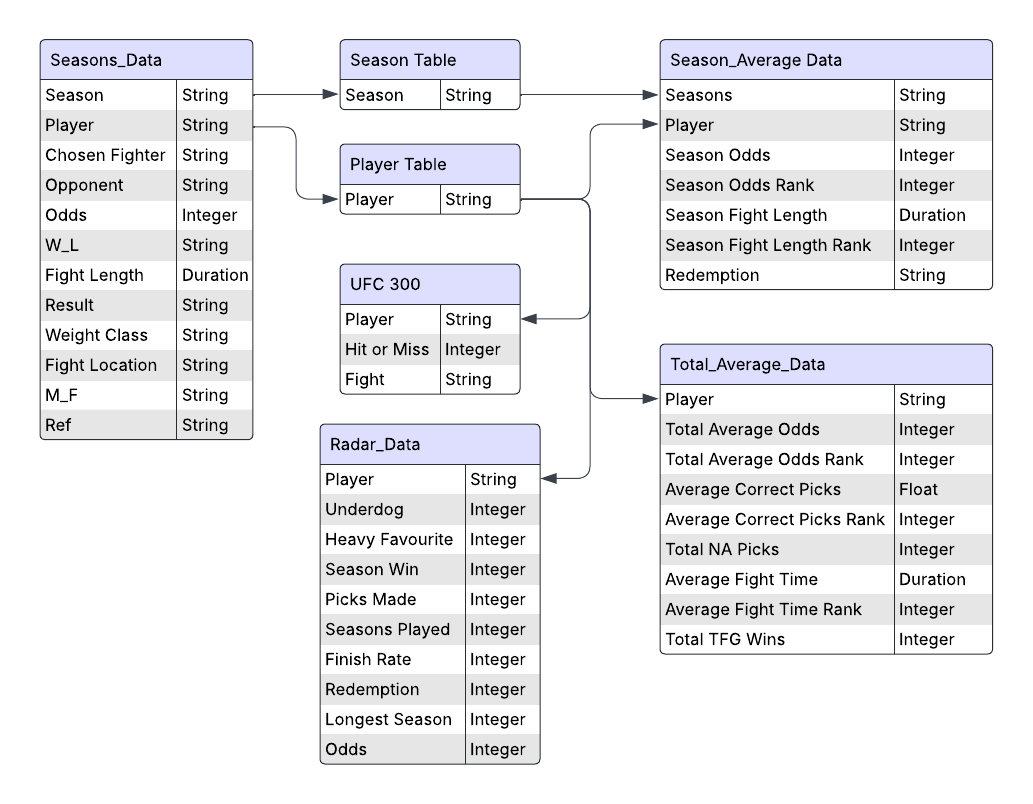 Seasons_Data
Season String
Player String
Chosen Fighter String
Opponent String
Odds Integer
W_L String
Fight Length Duration
Result String
Weight Class String
Fight Location String
M_F String
Ref String
Season Table
Season String
Player Table
Player String
UFC 300
Player String
Hit or Miss Integer
Fight String
Radar_Data
Player String
Underdog Integer
Heavy Favourite Integer
Season Win Integer
Picks Made Integer
Seasons Played Integer
Finish Rate Integer
Redemption Integer
Longest Season Integer
Odds Integer
Season_Average Data
Seasons String
Player String
Season Odds Integer
Season Odds Rank Integer
Season Fight Length Duration
Season Fight Length Rank Integer
Redemption String
Total_Average_Data
Player String
Total Average Odds Integer
Total Average Odds Rank Integer
Average Correct Picks Float
Average Correct Picks Rank Integer
Total NA Picks Integer
Average Fight Time Duration
Average Fight Time Rank Integer
Total TFG Wins Integer